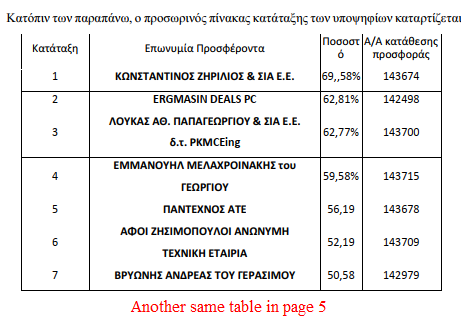 Κατόπιν των παραπάνω, ο προσωρινός πίνακας κατάταξης των υποψηφίων καταρτίζεται
Κατάταξη Επωνυμία Προσφέροντα Ποσοστό Α/Α κατάθεσης προσφοράς
1 ΚΩΝΣΤΑΝΤΙΝΟΣ ΖΗΡΙΛΙΟΣ & ΣΙΑ Ε.Ε. 69,,58% 143674
2 ERGMASIN DEALS PC 62,81% 142498
3 ΛΟΥΚΑΣ ΑΘ. ΠΑΠΑΓΕΩΡΓΙΟΥ & ΣΙΑ Ε.Ε. δ.τ. PKMCEing 62,77% 143700
4 ΕΜΜΑΝΟΥΗΛ ΜΕΛΑΧΡΟΙΝΑΚΗΣ του ΓΕΩΡΓΙΟΥ 59,58% 143715
5 ΠΑΝΤΕΧΝΟΣ ΑΤΕ 56,19 143678
6 ΑΦΟΙ ΖΗΣΙΜΟΠΟΥΛΟΙ ΑΝΩΝΥΜΗ ΤΕΧΝΙΚΗ ΕΤΑΙΡΙΑ 52,19 143709
7 ΒΡΥΩΝΗΣ ΑΝΔΡΕΑΣ ΤΟΥ ΓΕΡΑΣΙΜΟΥ 50,58 142979
Another same table in page 5